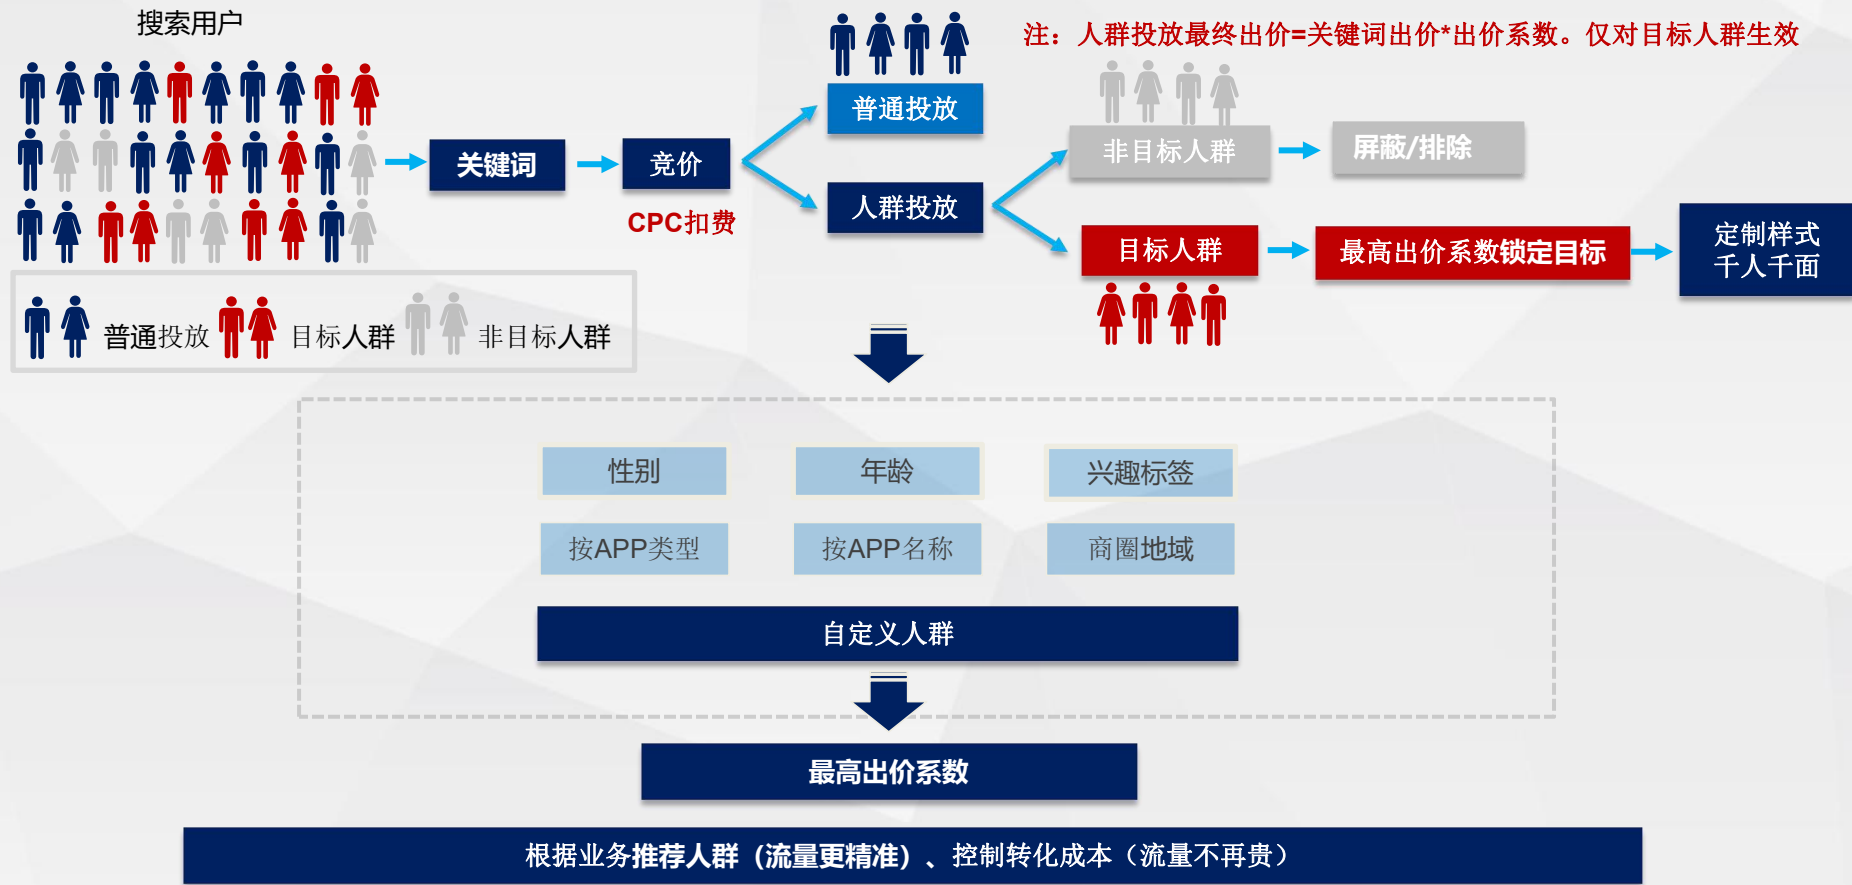 搜索用户
注：人群投放最终出价=关键词出价*出价系数。仅对目标人群生效
普通投放
非目标人群
屏蔽/排除
关键词
竞价
人群投放
CPC扣费
目标人群
最高出价系数锁定目标
定制样式
千人千面
普通投放
目标人群
非目标人群
性别
年龄
兴趣标签
按APP类型
按APP名称
商圈地域
自定义人群
最高出价系数
根据业务推荐人群（流量更精准）、控制转化成本（流量不再贵）